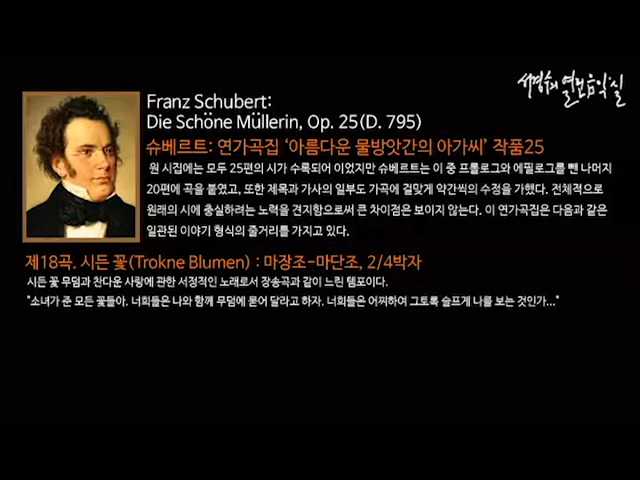 서경수의 열린음악실
Franz Schubert:
Die Schöne Müllerin, Op. 25(D. 795)
슈베르트: 연가곡집 ‘아름다운 물방앗간의 아가씨’ 작품25
원 시집에는 모두 25편의 시가 수록되어 이었지만 슈베르트는 이 중 프롤로그와 에필로그를 뺀 나머지
20편에 곡을 붙였고, 또한 제목과 가사의 일부도 가곡에 걸맞게 약간씩의 수정을 가했다. 전체적으로
원래의 시에 충실하려는 노력을 견지함으로써 큰 차이점은 보이지 않는다. 이 연가곡집은 다음과 같은
일관된 이야기 형식의 줄거리를 가지고 있다.
제18곡. 시든 꽃(Trokne Blumen) : 마장조-마단조, 2/4박자
시든 꽃 무덤과 찬다운 사랑에 관한 서정적인 노래로서 장송곡과 같이 느린 템포이다.
"소녀가 준 모든 꽃들아. 너희들은 나와 함께 무덤에 묻어 달라고 하자. 너희들은 어찌하여 그토록 슬프게 나를 보는 것인가..."